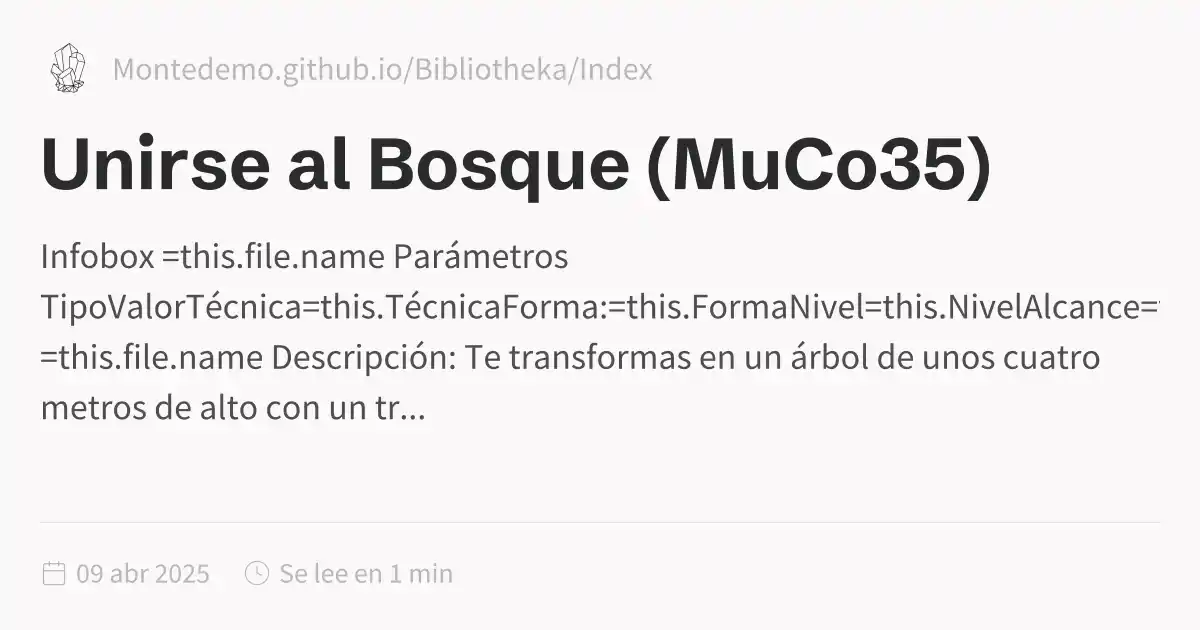 Montedemo.github.io/Bibliotheka/Index
Unirse al Bosque (MuCo35)
Infobox =this.file.name Parámetros
TipoValorTécnica=this.TécnicaForma:=this.FormaNivel=this.NivelAlcance=
=this.file.name Descripción: Te transformas en un árbol de unos cuatro
metros de alto con un tr...
09 abr 2025 Se lee en 1 min